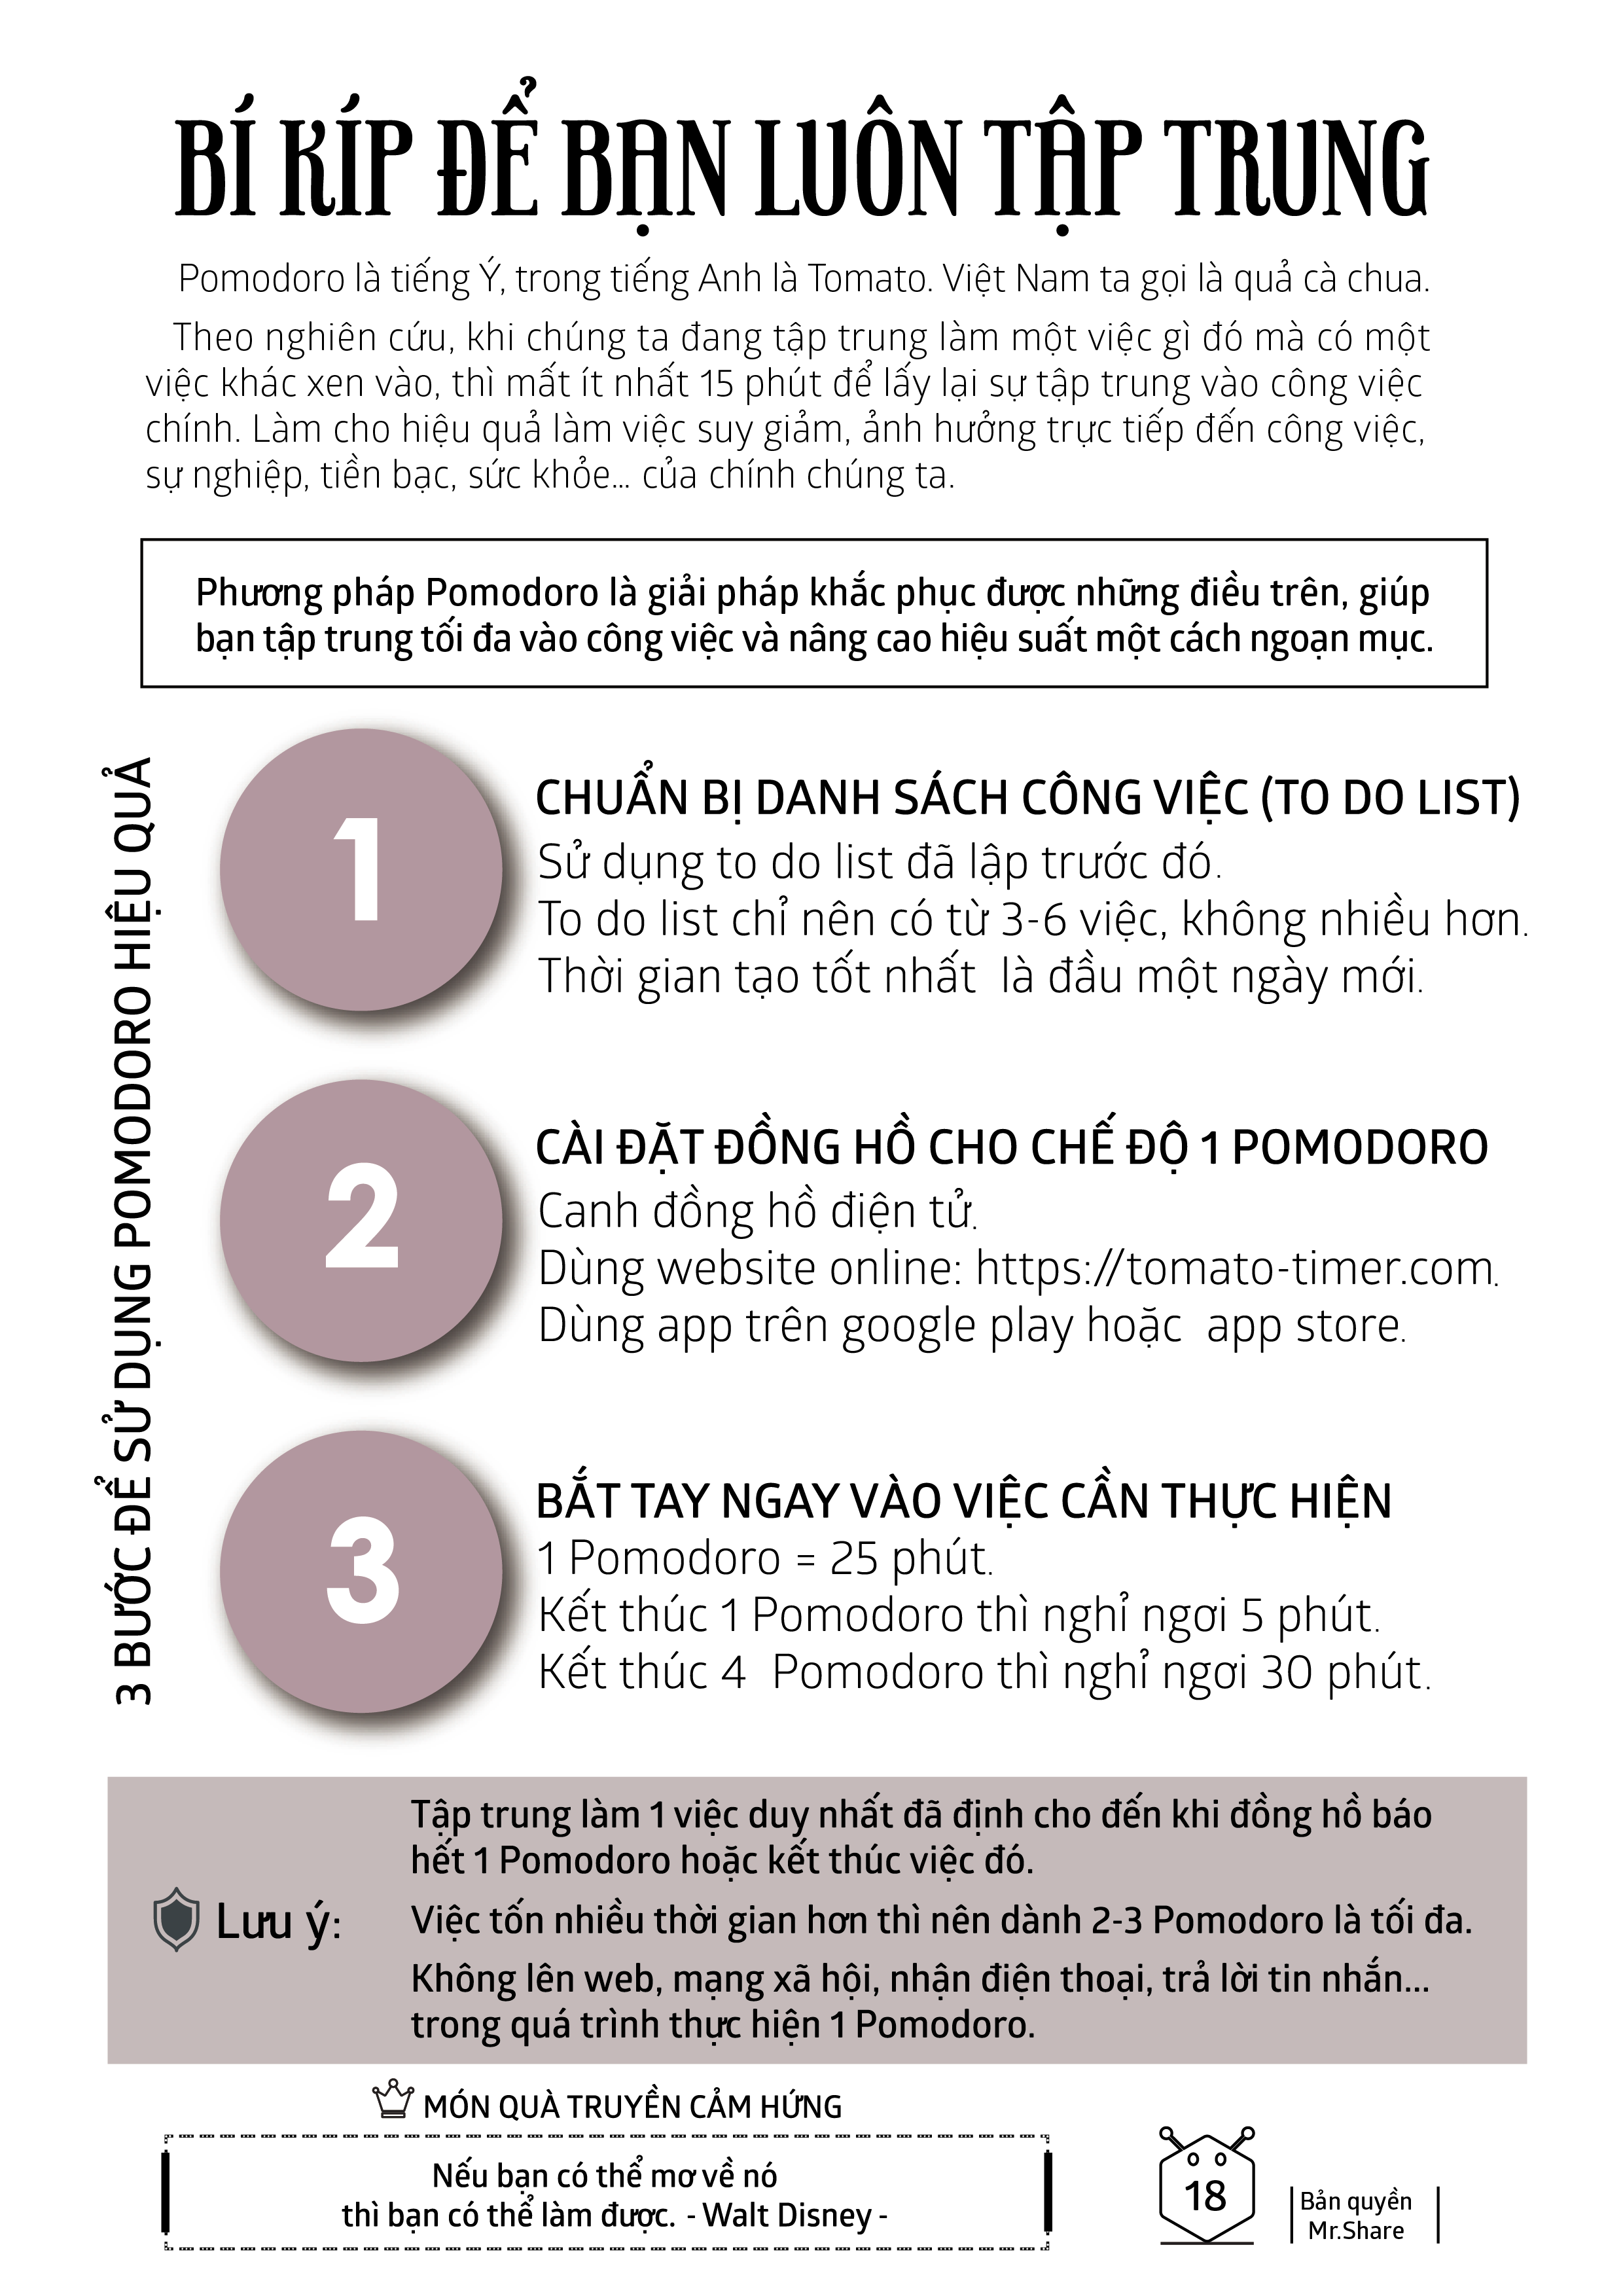 BÍ KÍP ĐỂ BẠN LUÔN TẬP TRUNG
Pomodoro là tiếng Ý, trong tiếng Anh là Tomato. Việt Nam ta gọi là quả cà chua.
Theo nghiên cứu, khi chúng ta đang tập trung làm một việc gì đó mà có một
việc khác xen vào, thì mất ít nhất 15 phút để lấy lại sự tập trung vào công việc
chính. Làm cho hiệu quả làm việc suy giảm, ảnh hưởng trực tiếp đến công việc,
sự nghiệp, tiền bạc, sức khỏe... của chính chúng ta.
Phương pháp Pomodoro là giải pháp khắc phục được những điều trên, giúp
bạn tập trung tối đa vào công việc và nâng cao hiệu suất một cách ngoạn mục.
3 BƯỚC ĐỂ SỬ DỤNG POMODORO HIỆU QUẢ
1
CHUẨN BỊ DANH SÁCH CÔNG VIỆC (TO DO LIST)
Sử dụng to do list đã lập trước đó.
To do list chỉ nên có từ 3-6 việc, không nhiều hơn.
Thời gian tạo tốt nhất là đầu một ngày mới.
2
CÀI ĐẶT ĐỒNG HỒ CHO CHẾ ĐỘ 1 POMODORO
Canh đồng hồ điện tử.
Dùng website online: https://tomato-timer.com.
Dùng app trên google play hoặc app store.
3
BẮT TAY NGAY VÀO VIỆC CẦN THỰC HIỆN
1 Pomodoro = 25 phút.
Kết thúc 1 Pomodoro thì nghỉ ngơi 5 phút.
Kết thúc 4 Pomodoro thì nghỉ ngơi 30 phút.
Lưu ý:
Tập trung làm 1 việc duy nhất đã định cho đến khi đồng hồ báo
hết 1 Pomodoro hoặc kết thúc việc đó.
Việc tốn nhiều thời gian hơn thì nên dành 2-3 Pomodoro là tối đa.
Không lên web, mạng xã hội, nhận điện thoại, trả lời tin nhắn...
trong quá trình thực hiện 1 Pomodoro.
MÓN QUÀ TRUYỀN CẢM HỨNG
Nếu bạn có thể mơ về nó
thì bạn có thể làm được. - Walt Disney -
18
Bản quyền
Mr.Share